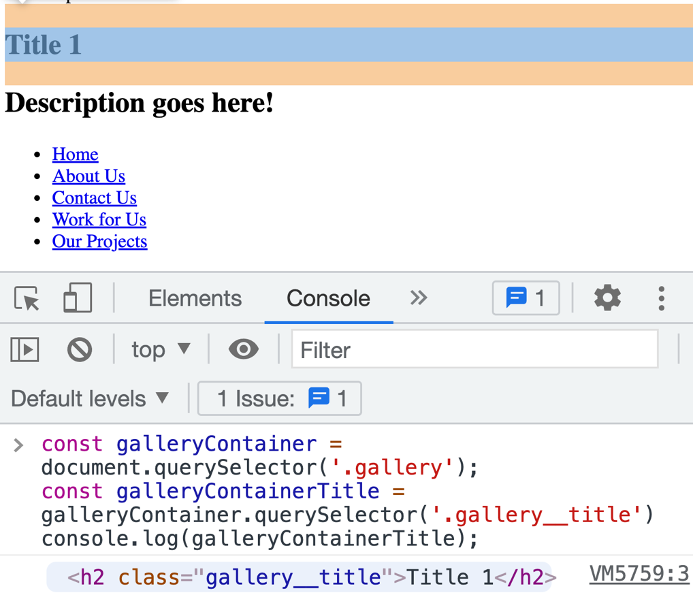 Title 1
Description goes here!
Home
About Us
Contact Us
Work for Us
Our Projects
Elements Console » 1
top ▼ Filter
Default levels ▼ 1 Issue: 1
> const galleryContainer =
document.querySelector('.gallery');
const galleryContainerTitle =
galleryContainer.querySelector('.gallery__title')
console.log(galleryContainerTitle);
<h2 class="gallery__title">Title 1</h2> VM5759:3